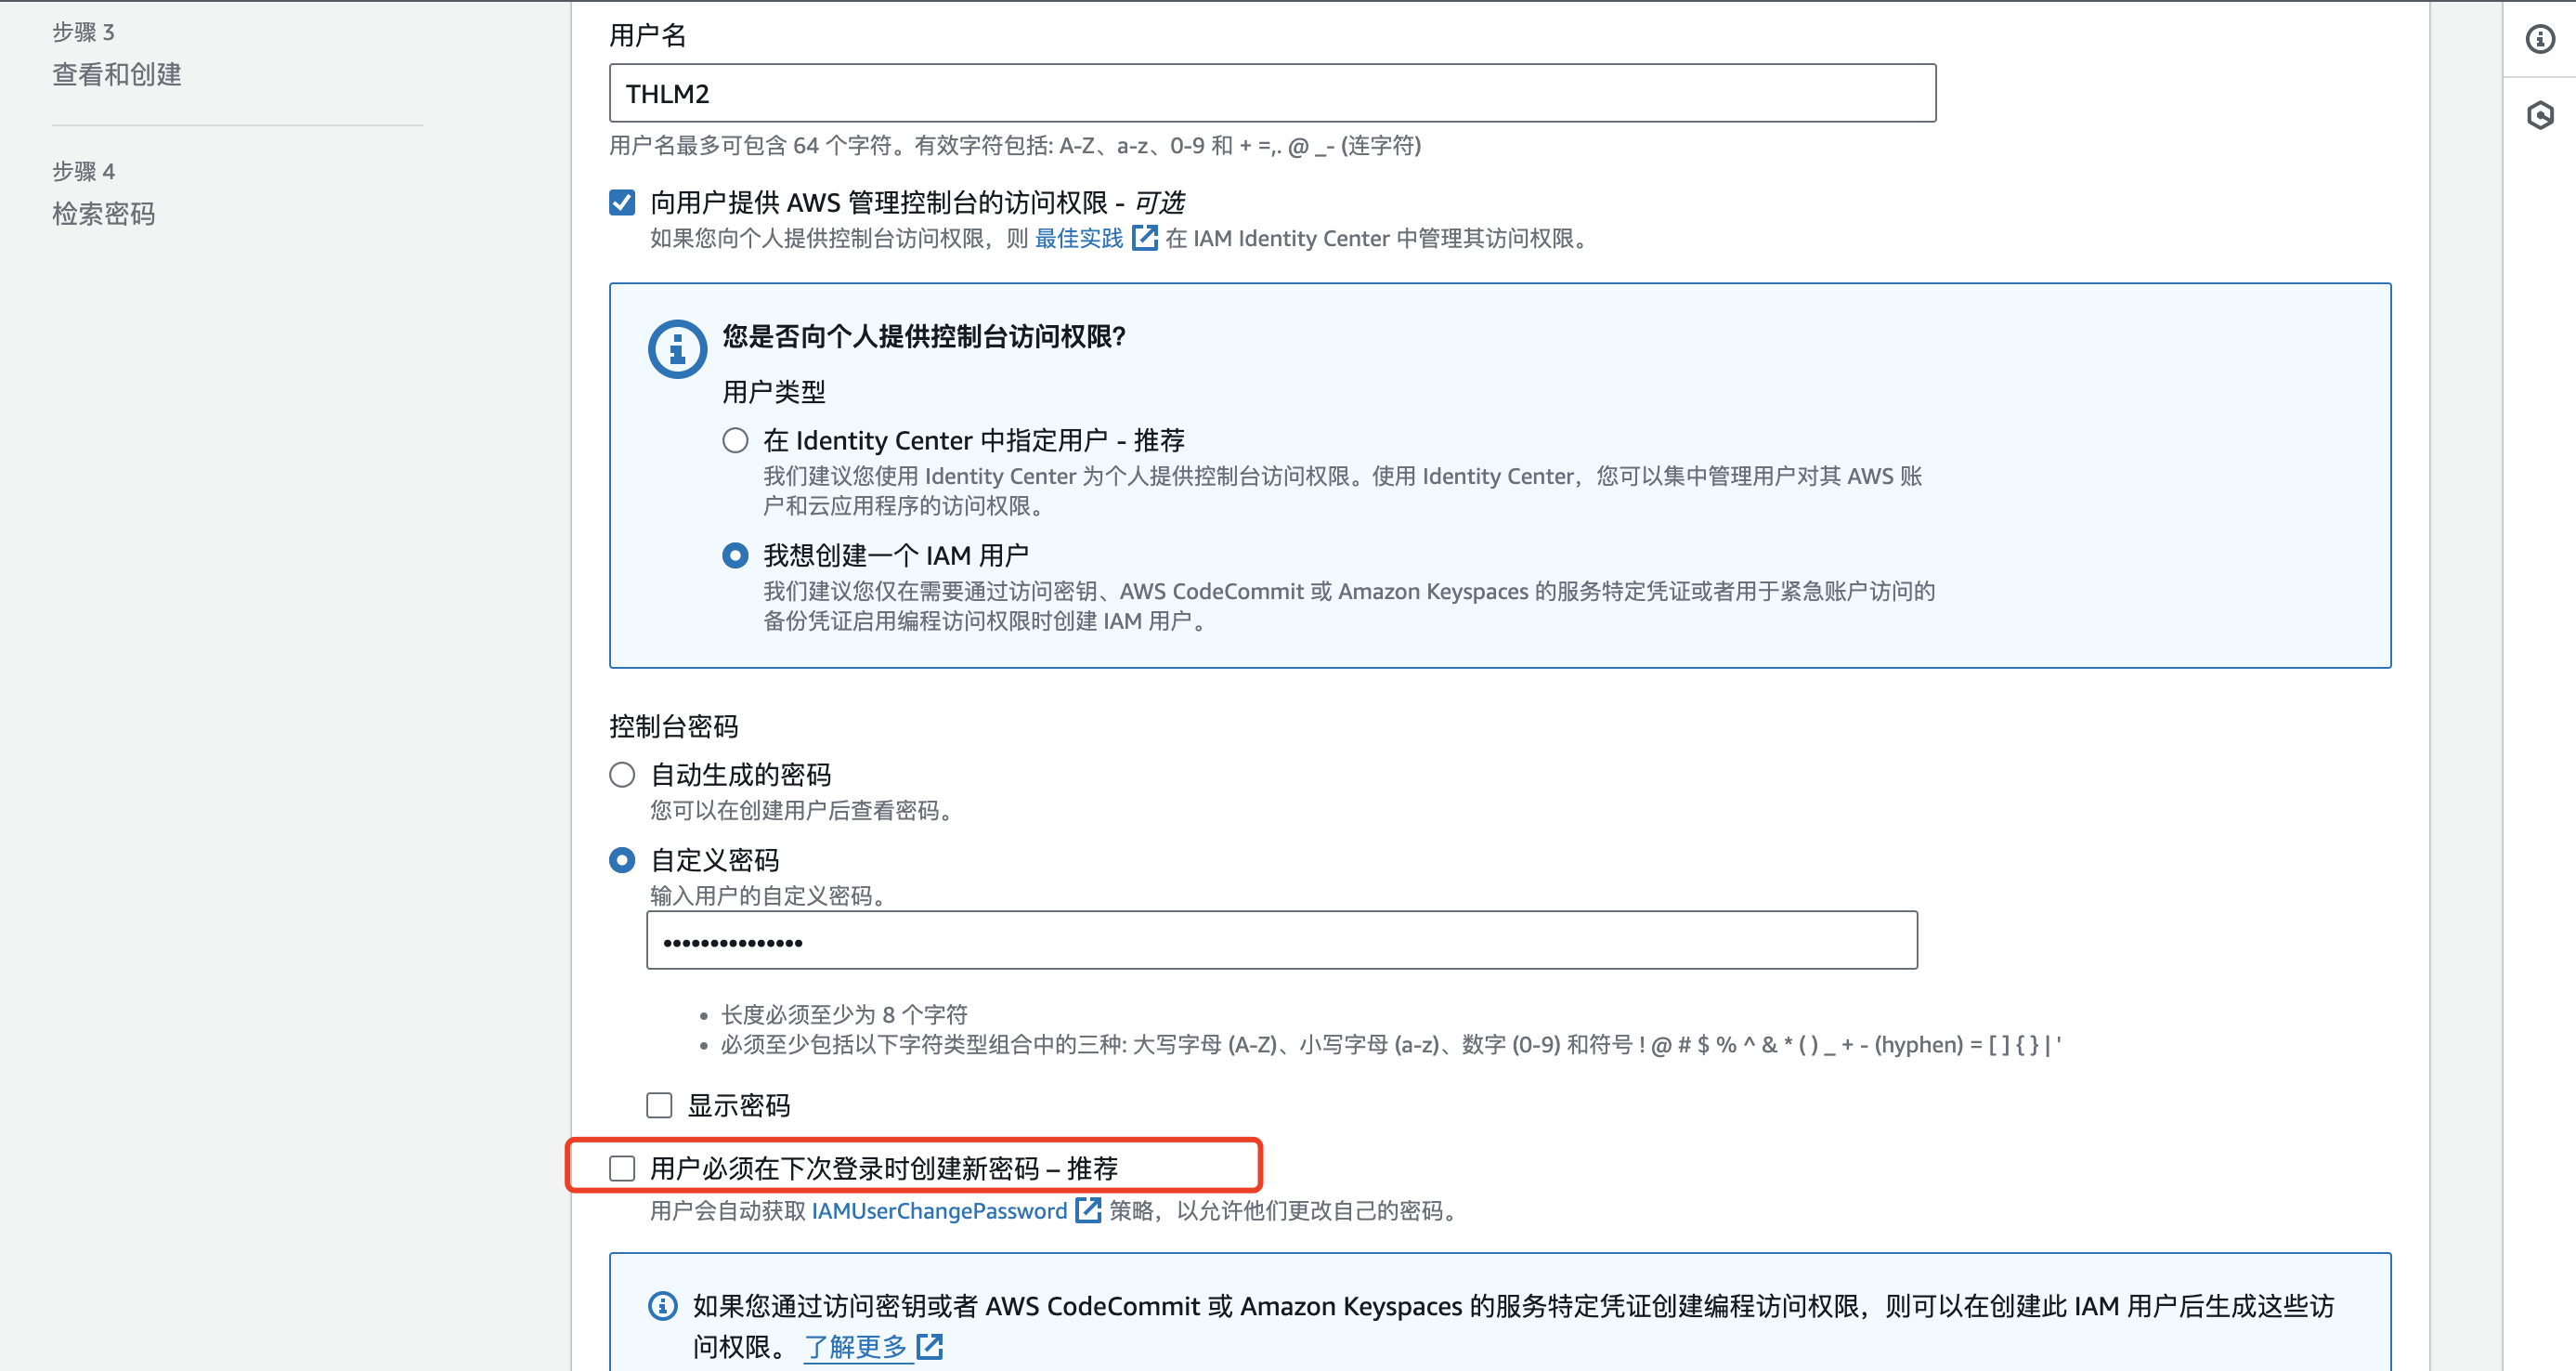 步骤 3
查看和创建
步骤 4
检索密码
用户名
THLM2
用户名最多可包含 64 个字符。有效字符包括: A-Z、a-z、0-9 和 + =,. @ _- (连字符)
向用户提供 AWS 管理控制台的访问权限 - 可选
如果您向个人提供控制台访问权限，则 最佳实践 在 IAM Identity Center 中管理其访问权限。
您是否向个人提供控制台访问权限?
用户类型
在 Identity Center 中指定用户 - 推荐
我们建议您使用 Identity Center 为个人提供控制台访问权限。使用 Identity Center，您可以集中管理用户对其 AWS 账
户和云应用程序的访问权限。
我想创建一个 IAM 用户
我们建议您仅在需要通过访问密钥、AWS CodeCommit 或 Amazon Keyspaces 的服务特定凭证或者用于紧急账户访问的
备份凭证启用编程访问权限时创建 IAM 用户。
控制台密码
自动生成的密码
您可以在创建用户后查看密码。
自定义密码
输入用户的自定义密码。
•••••••••••••••
• 长度必须至少为 8 个字符
• 必须至少包括以下字符类型组合中的三种: 大写字母 (A-Z)、小写字母 (a-z)、数字 (0-9) 和符号 ! @ # $ % ^ & * ( ) _ + - (hyphen) = [ ] { } | '
显示密码
用户必须在下次登录时创建新密码 – 推荐
用户会自动获取 IAMUserChangePassword 策略，以允许他们更改自己的密码。
如果您通过访问密钥或者 AWS CodeCommit 或 Amazon Keyspaces 的服务特定凭证创建编程访问权限，则可以在创建此 IAM 用户后生成这些访
问权限。 了解更多